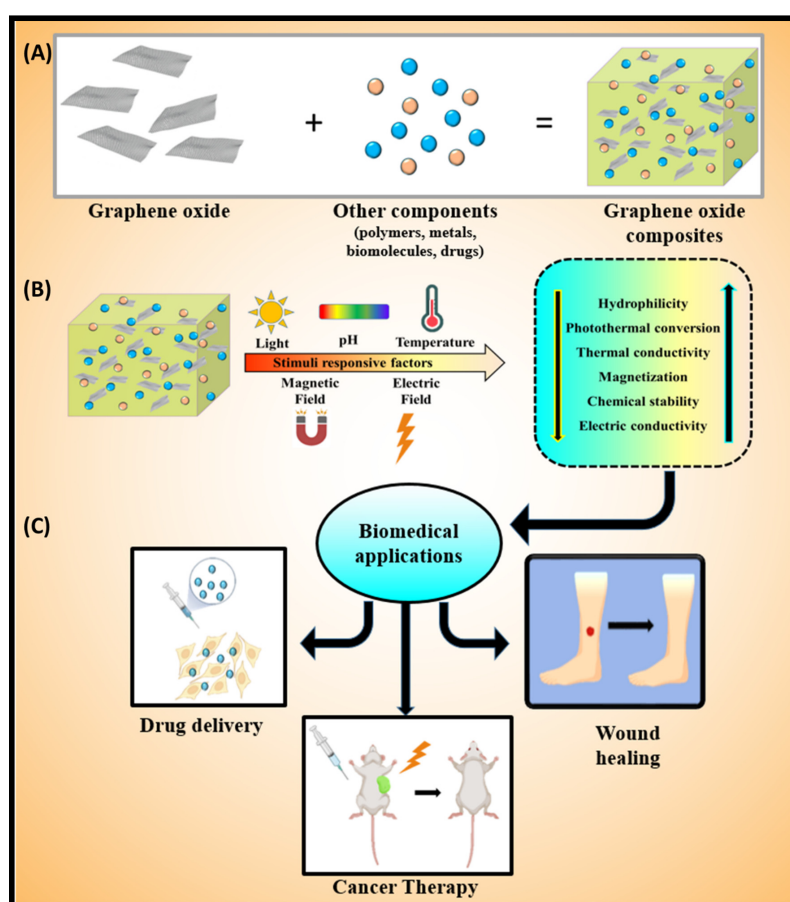 (A)
+
=
Graphene oxide
Other components
(polymers, metals,
biomolecules, drugs)
Graphene oxide
composites
(B)
Light
pH
Temperature
Stimuli responsive factors
Magnetic
Field
Electric
Field
Hydrophilicity
Photothermal conversion
Thermal conductivity
Magnetization
Chemical stability
Electric conductivity
(C)
Biomedical
applications
Drug delivery
Cancer Therapy
Wound
healing